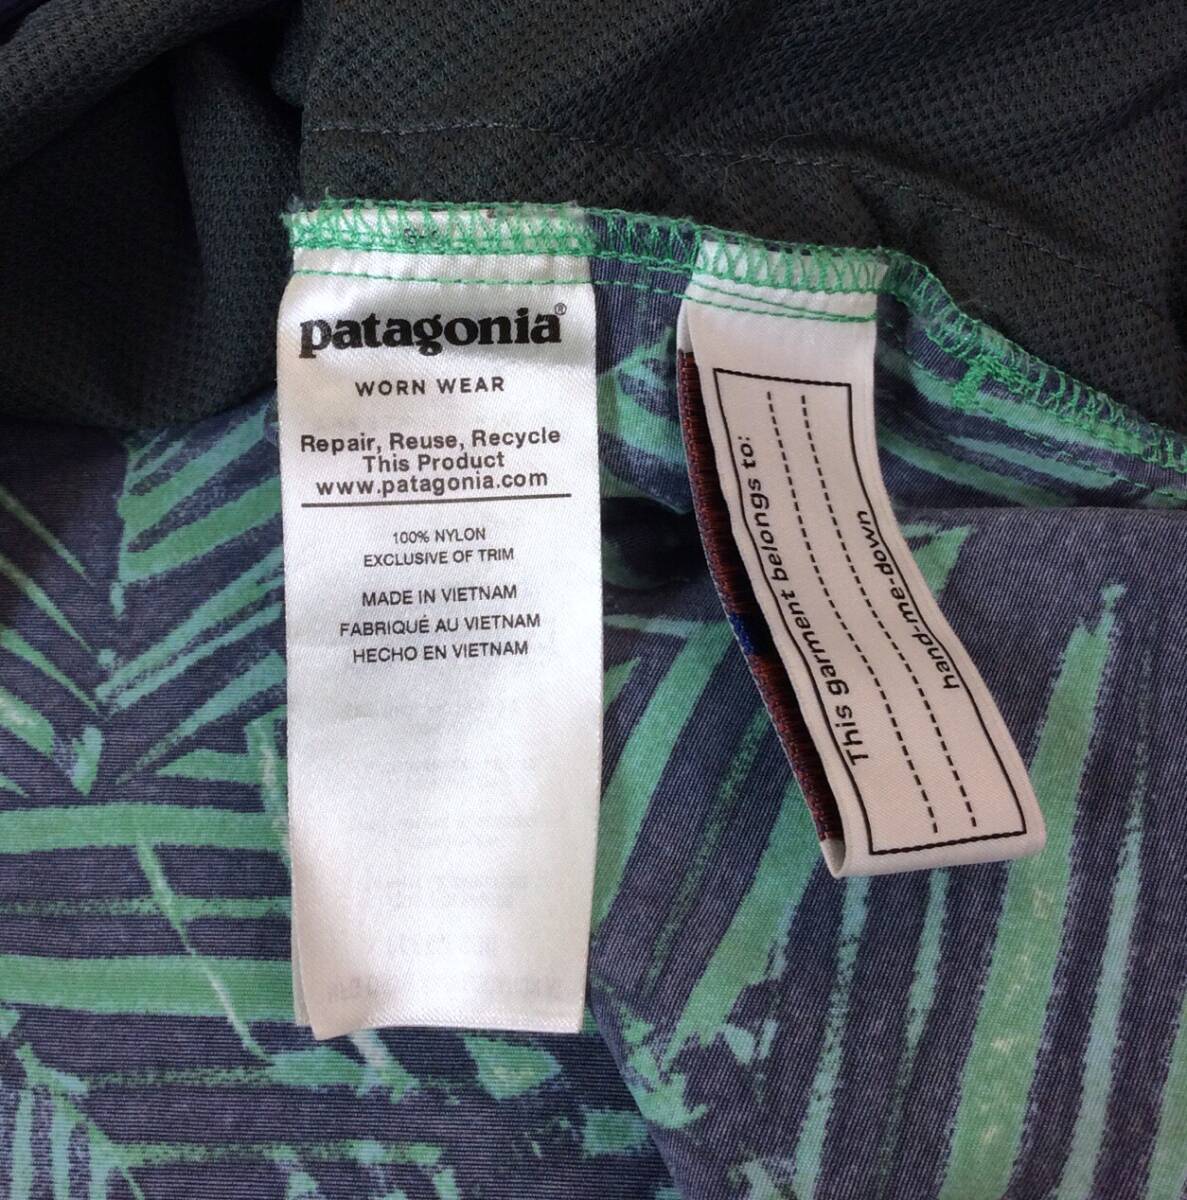 patagonia®
WORN WEAR
Repair, Reuse, Recycle
This Product
www.patagonia.com
100% NYLON
EXCLUSIVE OF TRIM
MADE IN VIETNAM
FABRIQUÉ AU VIETNAM
HECHO EN VIETNAM
This garment belongs to:
hand-me-down